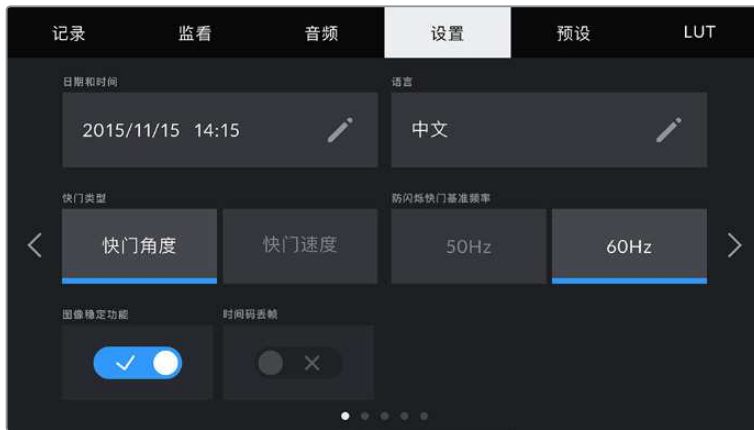 记录 监看 音频 设置 预设 LUT
日期和时间 语言
2015/11/15 14:15 中文
快门类型 防闪烁快门基准频率
快门角度 快门速度 50Hz 60Hz
图像稳定功能 时间码丢帧